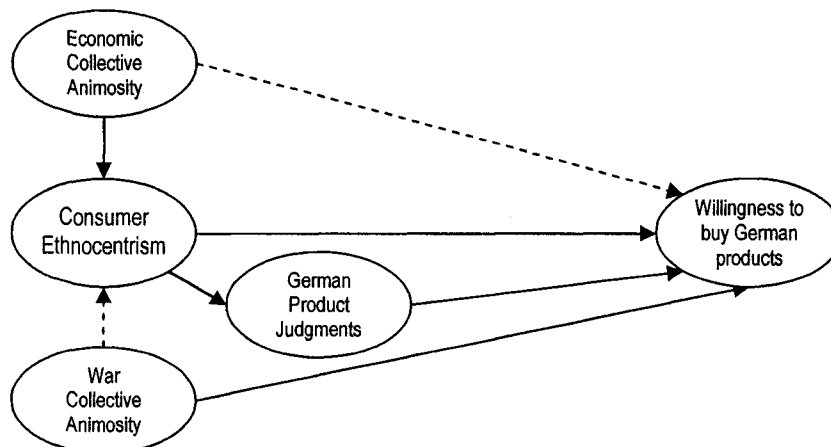 Economic
Collective
Animosity
Consumer
Ethnocentrism
Willingness to
buy German
products
German
Product
Judgments
War
Collective
Animosity